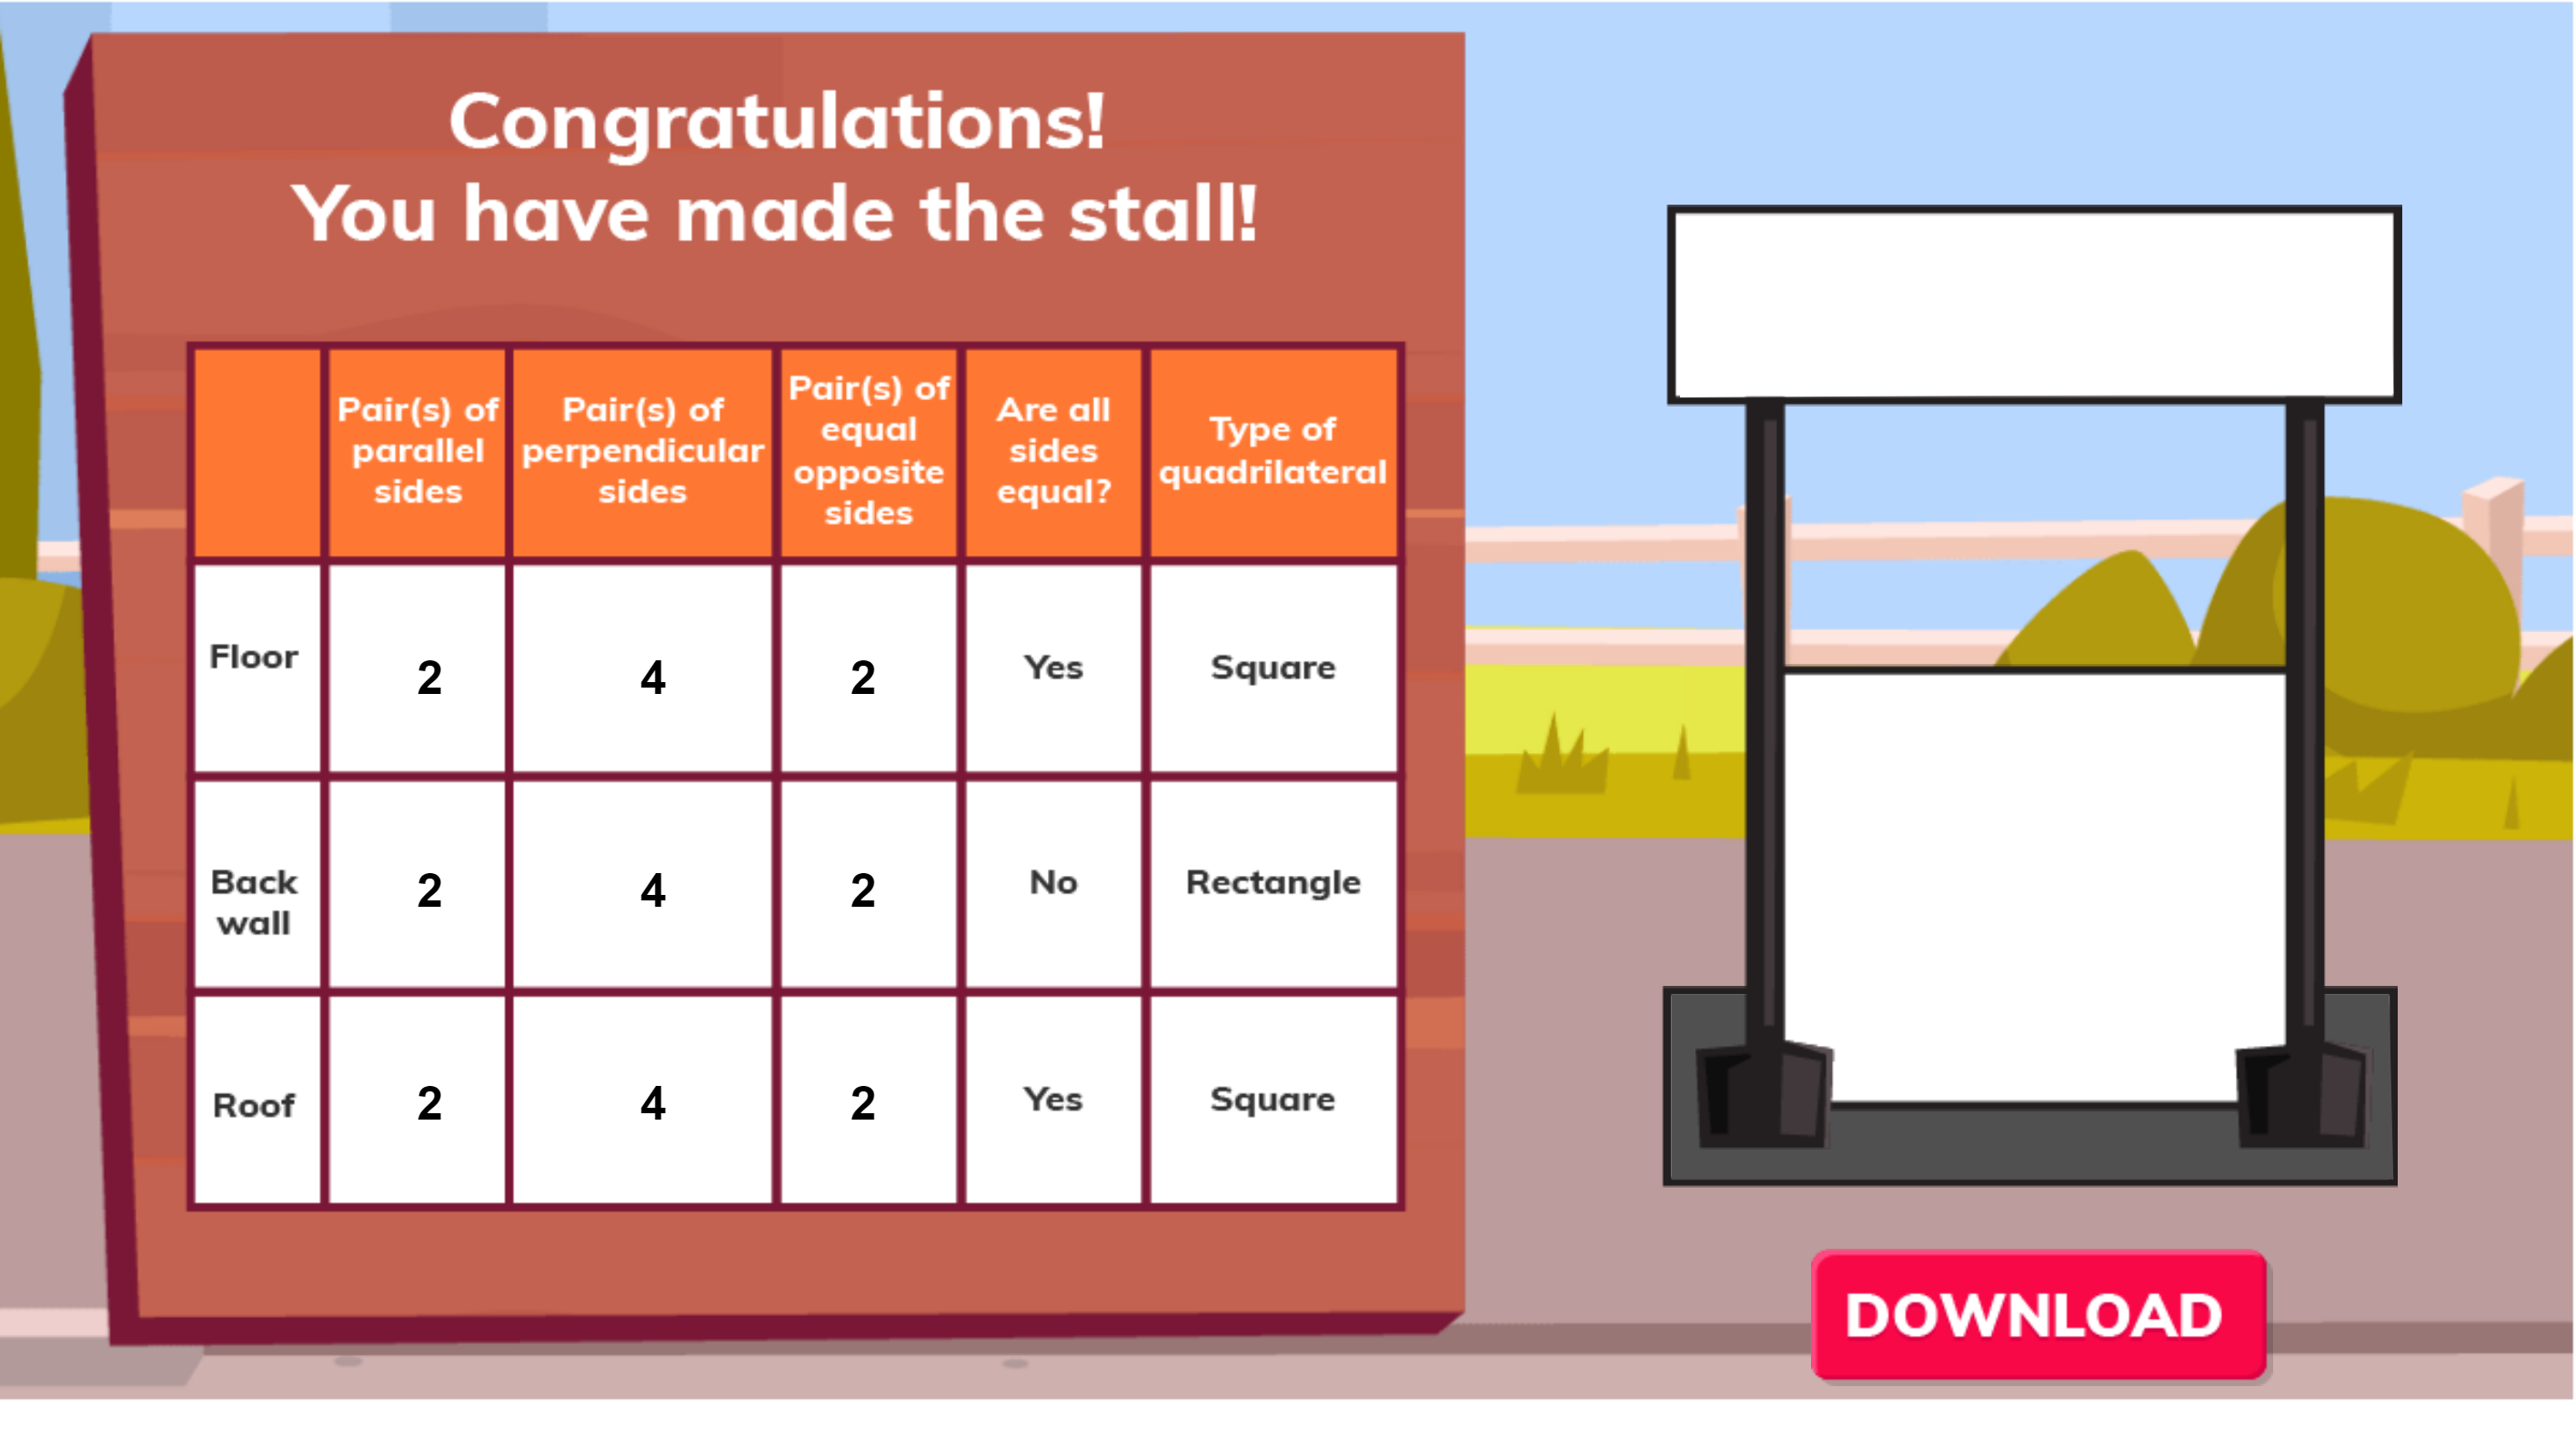 Congratulations!
You have made the stall!
Pair(s) of
parallel
sides
Pair(s) of
perpendicular
sides
Pair(s) of
equal
opposite
sides
Are all
sides
equal?
Type of
quadrilateral
Floor
2
4
2
Yes
Square
Back
wall
2
4
2
No
Rectangle
Roof
2
4
2
Yes
Square
DOWNLOAD